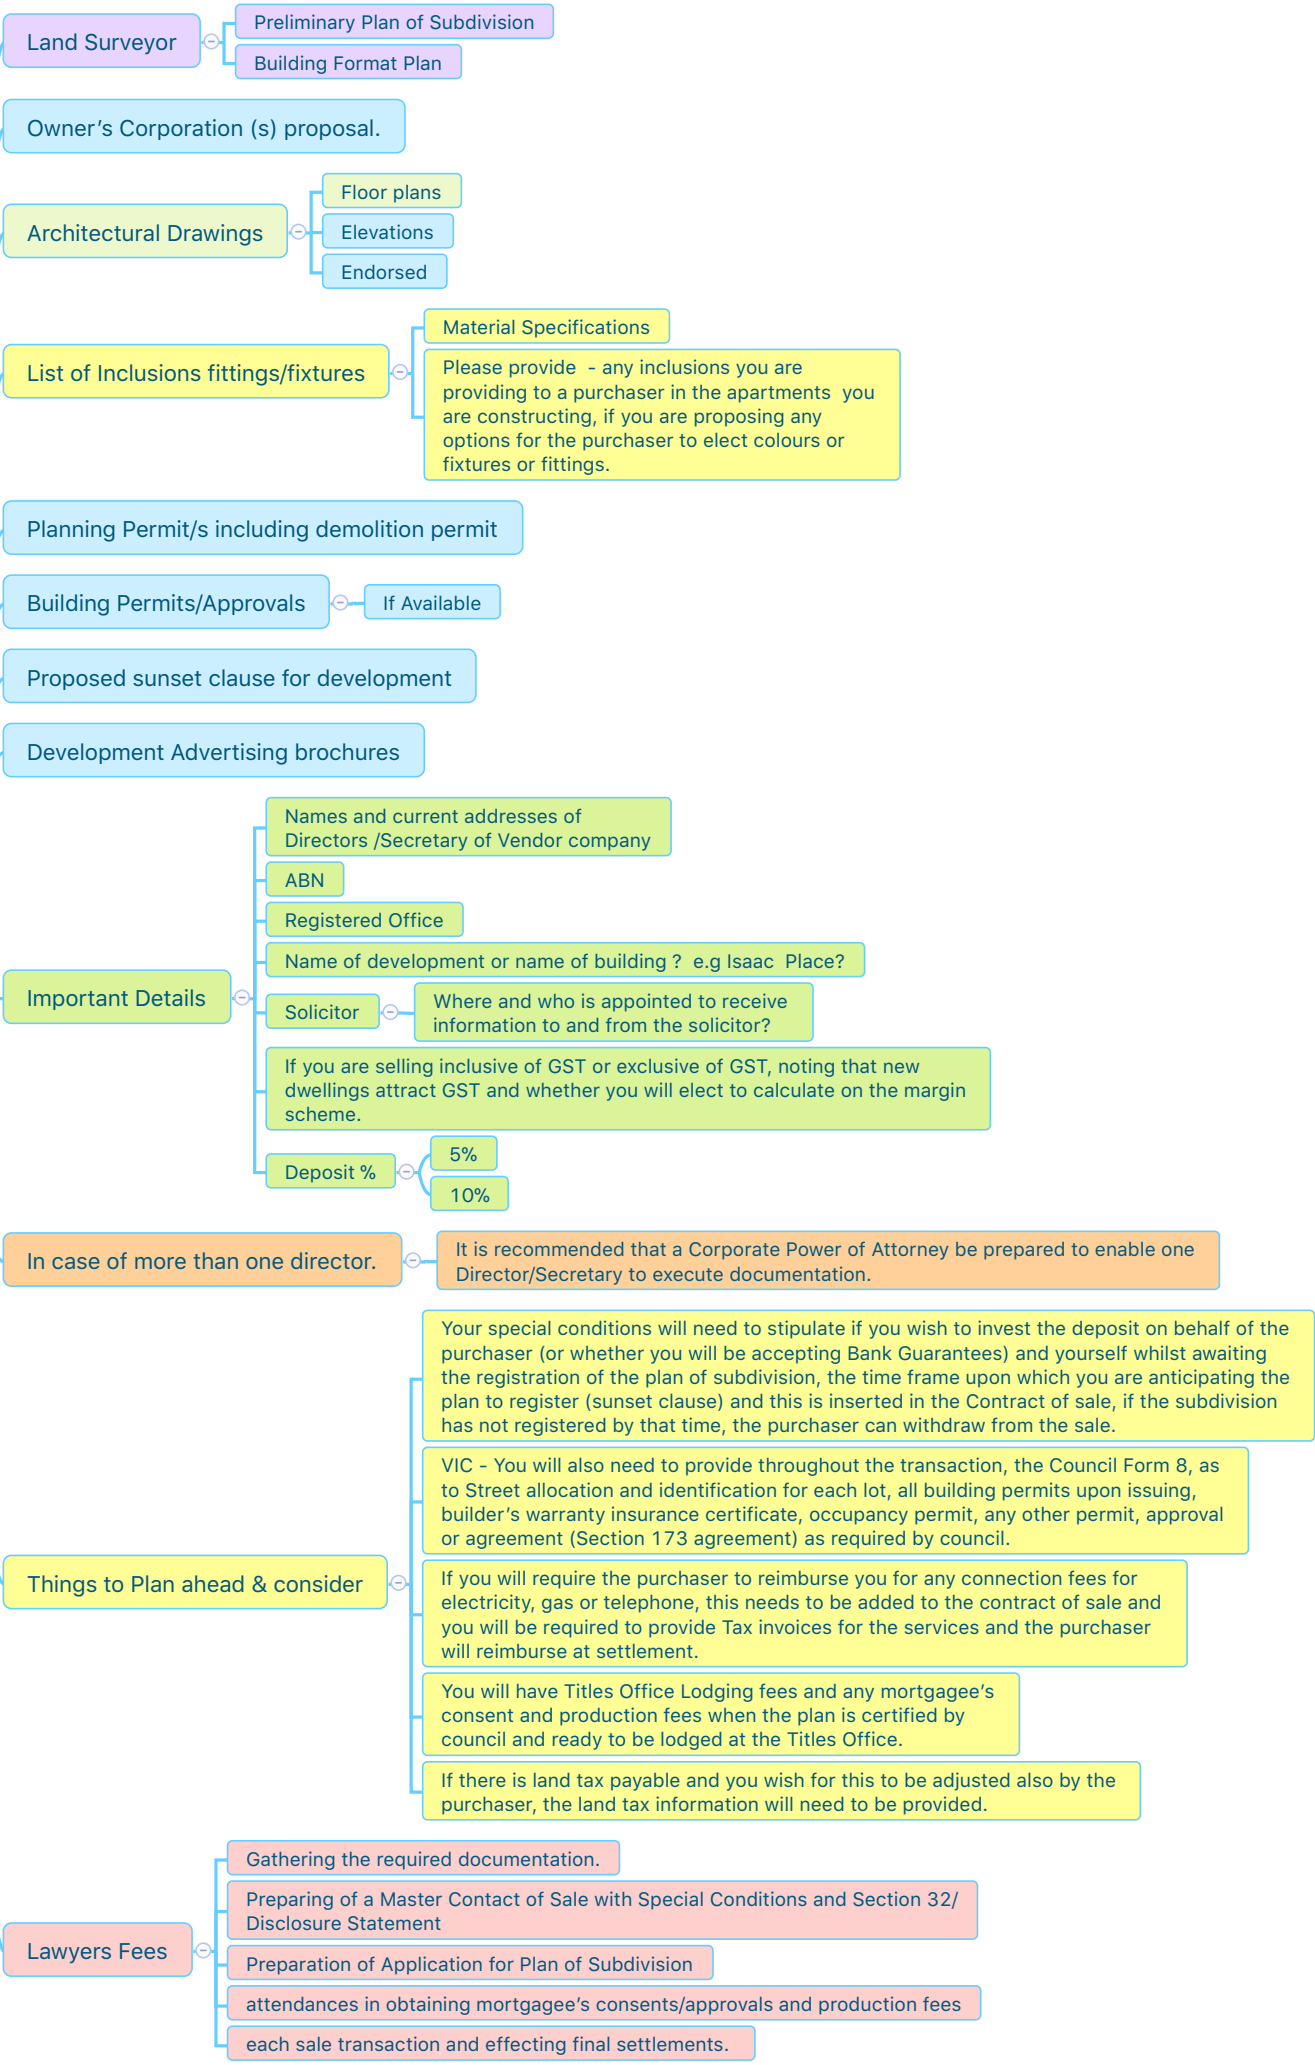 Land Surveyor
Preliminary Plan of Subdivision
Building Format Plan
Owner’s Corporation (s) proposal.
Architectural Drawings
Floor plans
Elevations
Endorsed
List of Inclusions fittings/fixtures
Material Specifications
Please provide  - any inclusions you are
providing to a purchaser in the apartments  you
are constructing, if you are proposing any
options for the purchaser to elect colours or
fixtures or fittings.
Planning Permit/s including demolition permit
Building Permits/Approvals
If Available
Proposed sunset clause for development
Development Advertising brochures
Important Details
Names and current addresses of
Directors /Secretary of Vendor company
ABN
Registered Office
Name of development or name of building ?  e.g Isaac  Place?
Solicitor
Where and who is appointed to receive
information to and from the solicitor?
If you are selling inclusive of GST or exclusive of GST, noting that new
dwellings attract GST and whether you will elect to calculate on the margin
scheme.
Deposit %
5%
10%
In case of more than one director.
It is recommended that a Corporate Power of Attorney be prepared to enable one
Director/Secretary to execute documentation.
Things to Plan ahead & consider
Your special conditions will need to stipulate if you wish to invest the deposit on behalf of the
purchaser (or whether you will be accepting Bank Guarantees) and yourself whilst awaiting
the registration of the plan of subdivision, the time frame upon which you are anticipating the
plan to register (sunset clause) and this is inserted in the Contract of sale, if the subdivision
has not registered by that time, the purchaser can withdraw from the sale.
VIC - You will also need to provide throughout the transaction, the Council Form 8, as
to Street allocation and identification for each lot, all building permits upon issuing,
builder’s warranty insurance certificate, occupancy permit, any other permit, approval
or agreement (Section 173 agreement) as required by council.
If you will require the purchaser to reimburse you for any connection fees for
electricity, gas or telephone, this needs to be added to the contract of sale and
you will be required to provide Tax invoices for the services and the purchaser
will reimburse at settlement.
You will have Titles Office Lodging fees and any mortgagee’s
consent and production fees when the plan is certified by
council and ready to be lodged at the Titles Office.
If there is land tax payable and you wish for this to be adjusted also by the
purchaser, the land tax information will need to be provided.
Lawyers Fees
Gathering the required documentation.
Preparing of a Master Contact of Sale with Special Conditions and Section 32/
Disclosure Statement
Preparation of Application for Plan of Subdivision
attendances in obtaining mortgagee’s consents/approvals and production fees
each sale transaction and effecting final settlements.